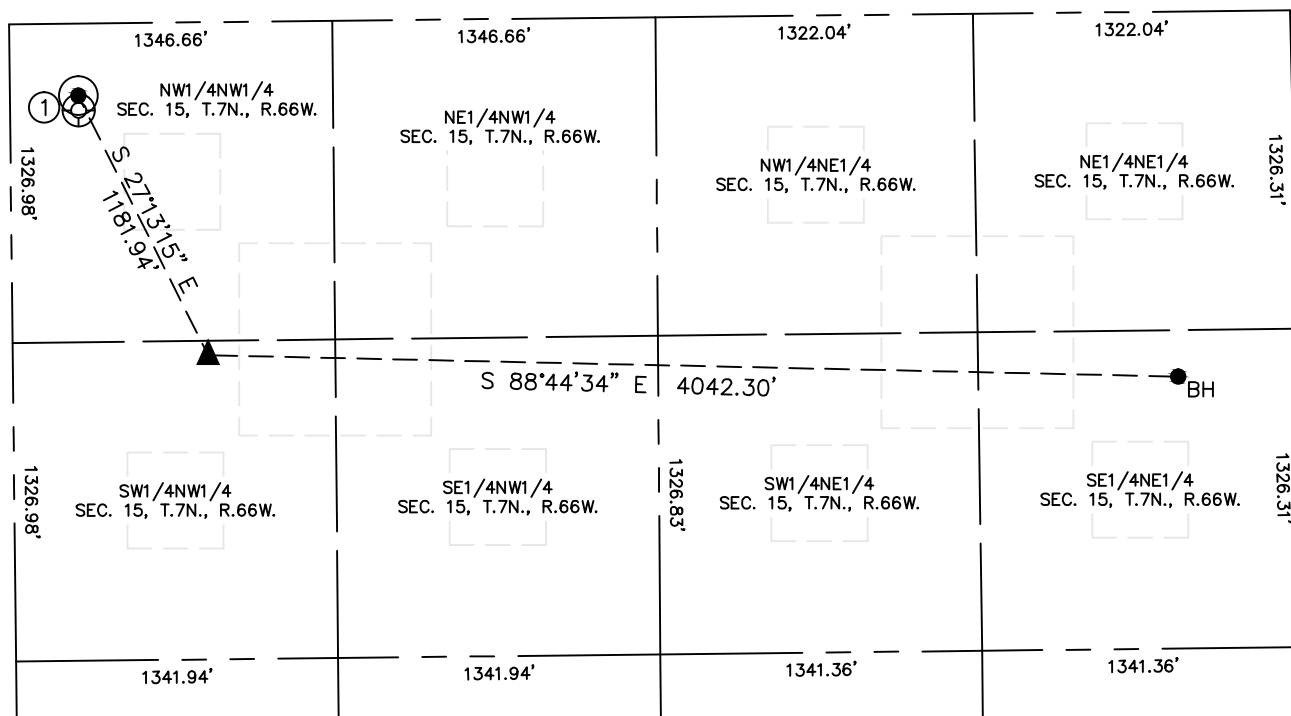 1346.66'
1346.66'
1322.04'
1322.04'
1
NW1/4NW1/4
SEC. 15, T.7N., R.66W.
NE1/4NW1/4
SEC. 15, T.7N., R.66W.
NW1/4NE1/4
SEC. 15, T.7N., R.66W.
NE1/4NE1/4
SEC. 15, T.7N., R.66W.
1326.98'
S 27°13'15" E
1181.94'
1326.31'
S 88°44'34" E 4042.30'
BH
1326.98'
SW1/4NW1/4
SEC. 15, T.7N., R.66W.
SE1/4NW1/4
SEC. 15, T.7N., R.66W.
1326.83'
SW1/4NE1/4
SEC. 15, T.7N., R.66W.
SE1/4NE1/4
SEC. 15, T.7N., R.66W.
1326.31'
1341.94'
1341.94'
1341.36'
1341.36'